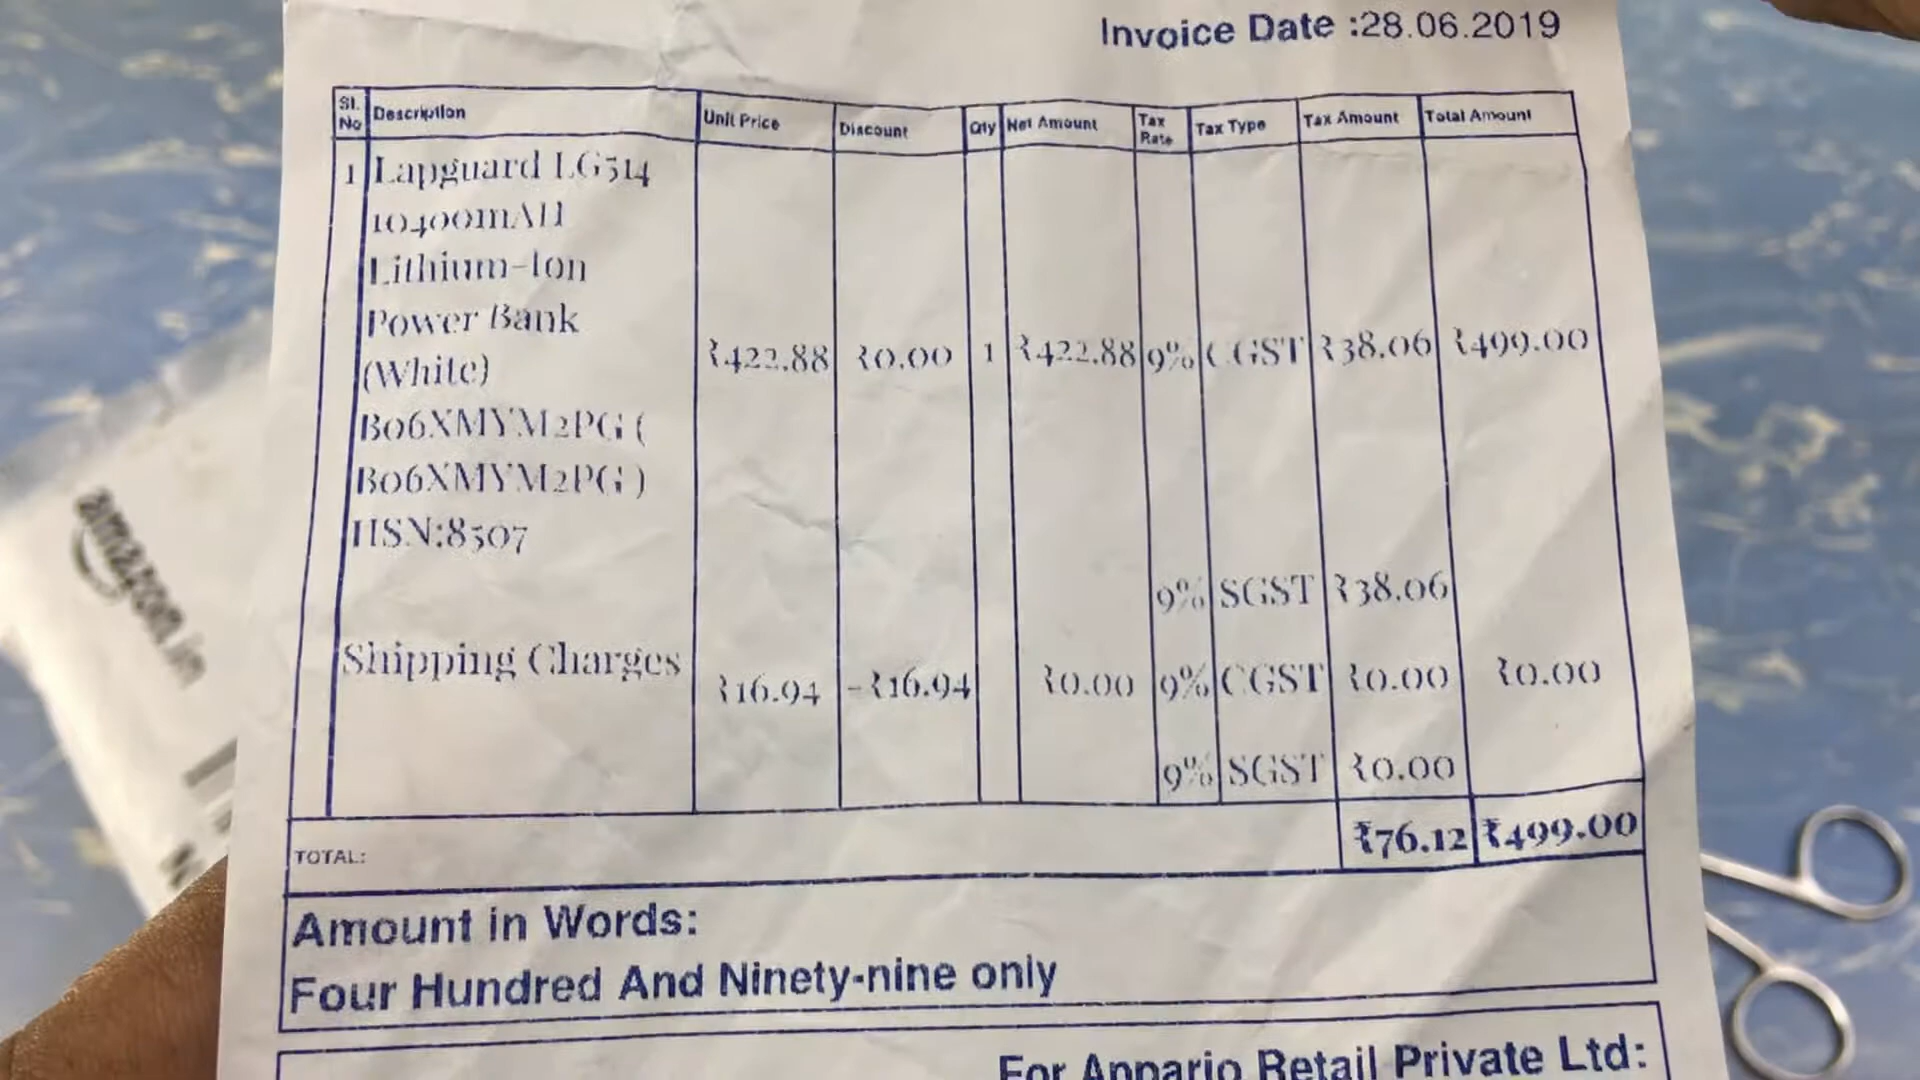 Invoice Date :28.06.2019
Sl. No Description Unit Price Discount Qty Net Amount Tax Rate Tax Type Tax Amount Total Amount
1 Lapguard LG514
10400mAH
Lithium-Ion
Power Bank
(White) ₹422.88 ₹0.00 1 ₹422.88 9% CGST ₹38.06 ₹499.00
B06XMYM2PG (
B06XMYM2PG )
HSN:8507
9% SGST ₹38.06
Shipping Charges ₹16.94 -₹16.94 ₹0.00 9% CGST ₹0.00 ₹0.00
9% SGST ₹0.00
TOTAL: ₹76.12 ₹499.00
Amount in Words:
Four Hundred And Ninety-nine only
For Appario Retail Private Ltd:
amazon.in